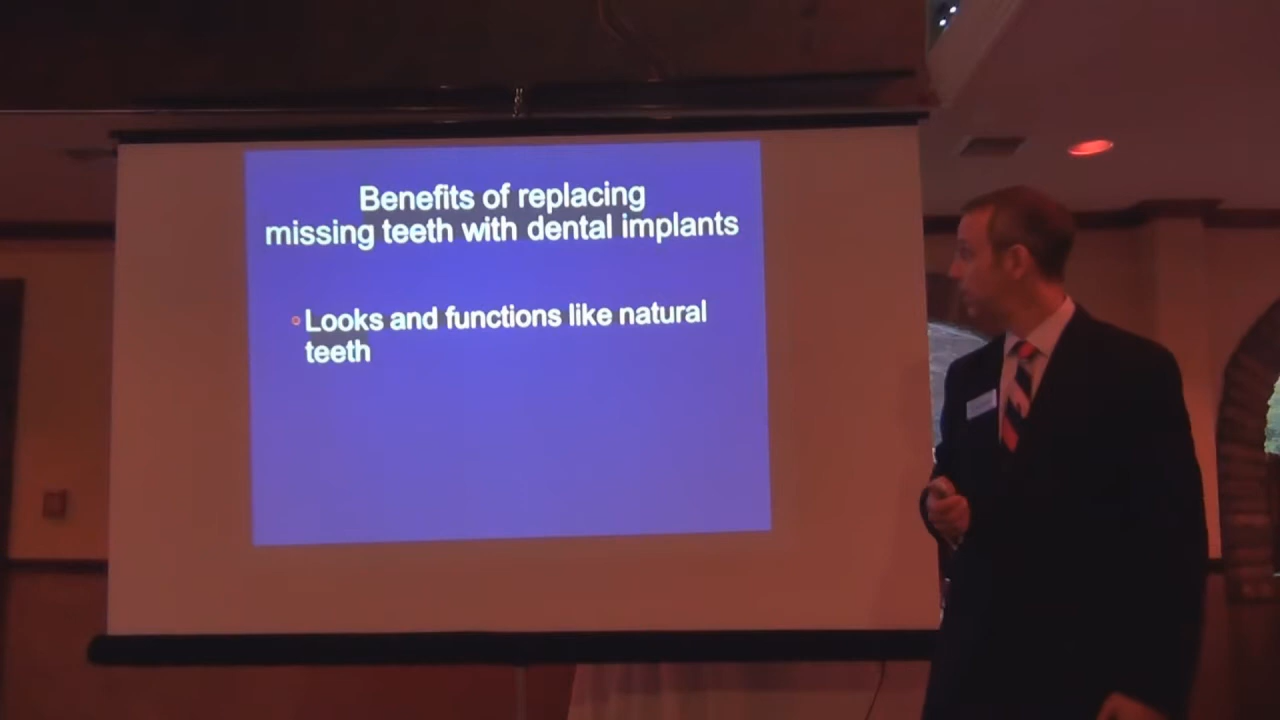 Benefits of replacing
missing teeth with dental implants
Looks and functions like natural
teeth